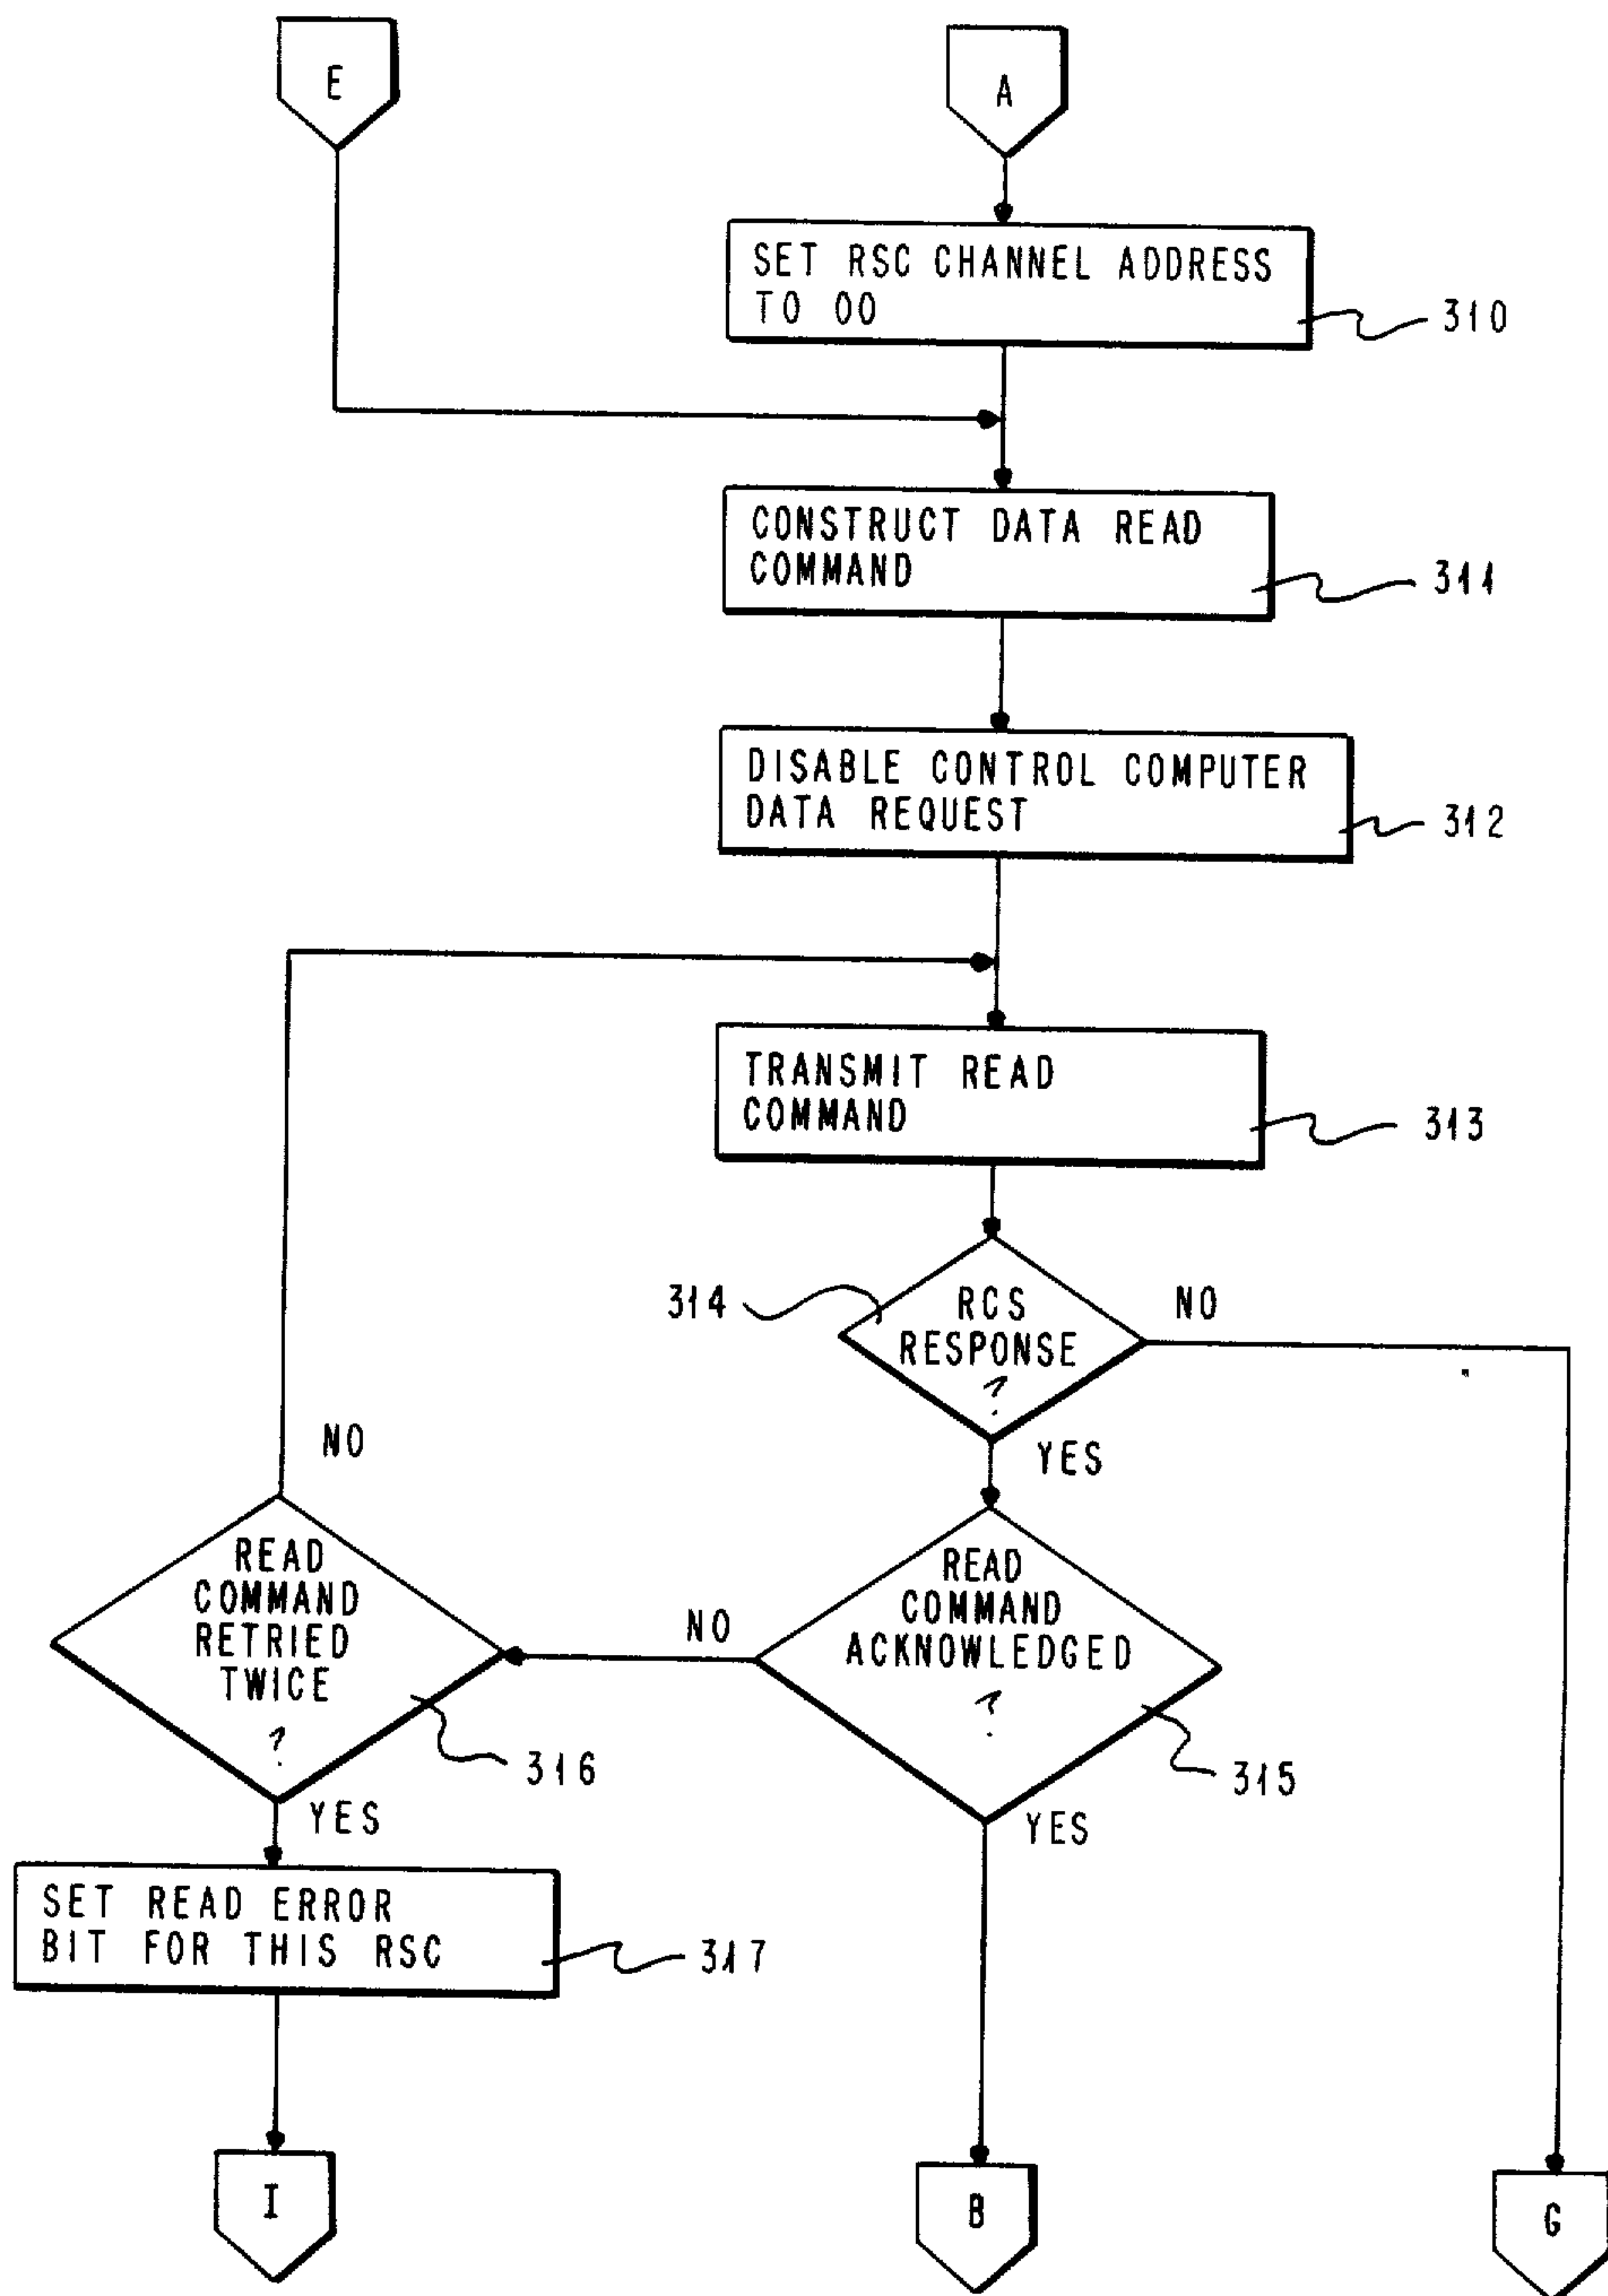 E
A
SET RSC CHANNEL ADDRESS
TO 00
310
CONSTRUCT DATA READ
COMMAND
311
DISABLE CONTROL COMPUTER
DATA REQUEST
312
TRANSMIT READ
COMMAND
313
314
RCS
RESPONSE
?
NO
YES
NO
READ
COMMAND
RETRIED
TWICE
?
316
YES
NO
READ
COMMAND
ACKNOWLEDGED
?
315
YES
SET READ ERROR
BIT FOR THIS RSC
317
I
B
G